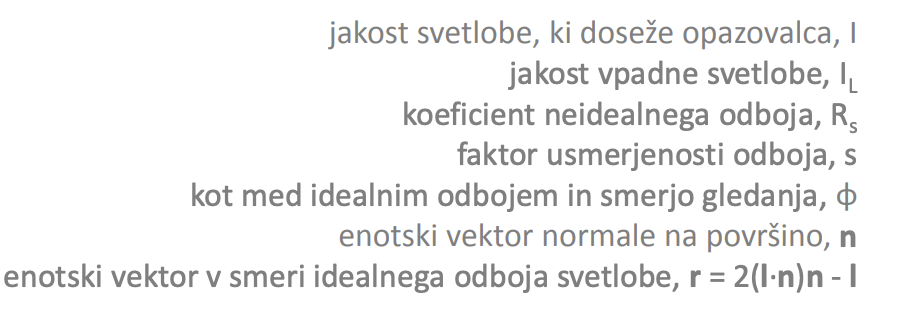 jakost svetlobe, ki doseže opazovalca, I
jakost vpadne svetlobe, I_L
koeficient neidealnega odboja, R_s
faktor usmerjenosti odboja, s
kot med idealnim odbojem in smerjo gledanja, ϕ
enotski vektor normale na površino, n
enotski vektor v smeri idealnega odboja svetlobe, r = 2(l·n)n - l